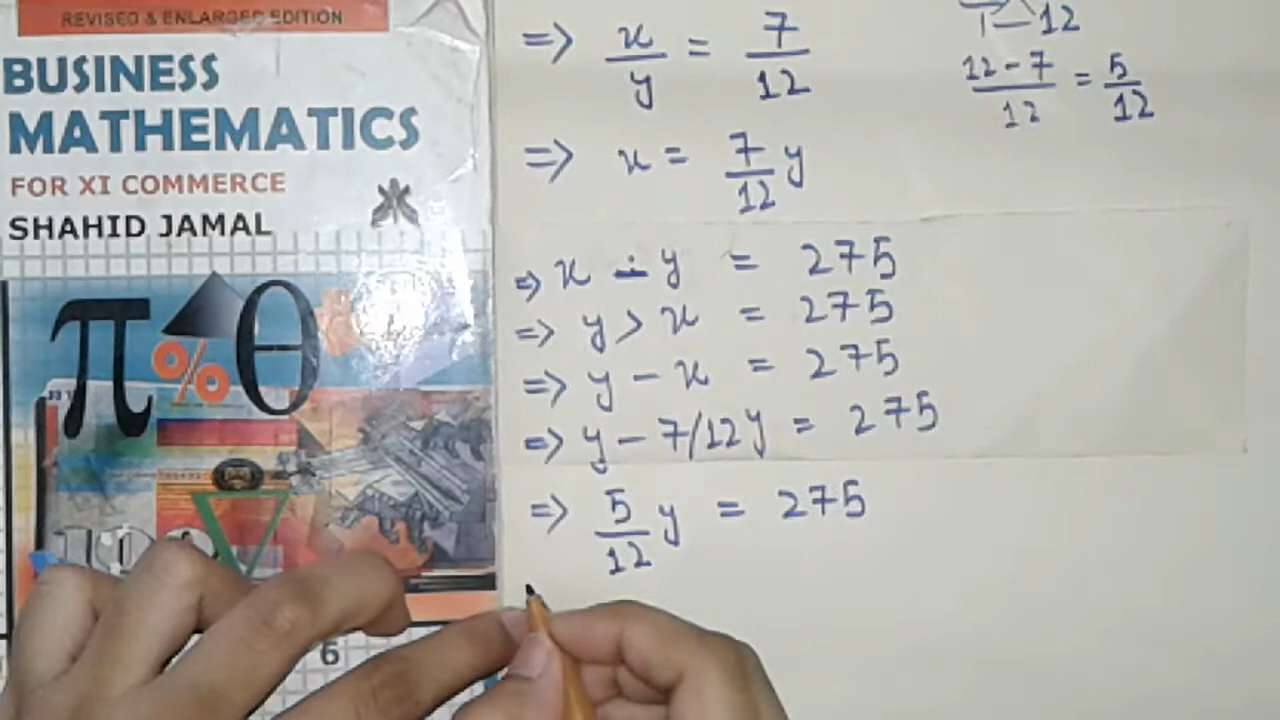 REVISED & ENLARGED EDITION
BUSINESS
MATHEMATICS
FOR XI COMMERCE
SHAHID JAMAL
π % θ
6
=> x/y = 7/12
=> x = 7/12 y
=> x - y = 275
=> y > x = 275
=> y - x = 275
=> y - 7/12y = 275
=> 5/12 y = 275
12
12 - 7/12 = 5/12